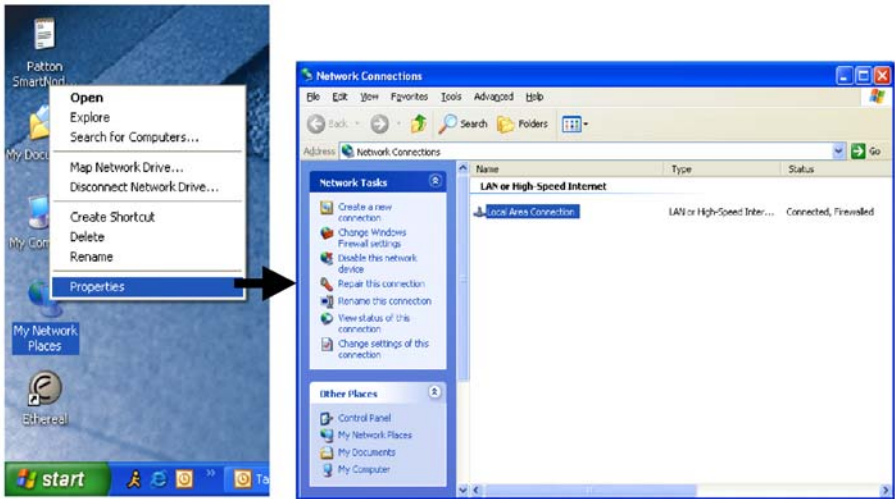 Patton
SmartNod...
Open
Explore
Search for Computers...
Map Network Drive...
Disconnect Network Drive...
Create Shortcut
Delete
Rename
Properties
My Docu
My Com
My Network
Places
Ethereal
start
Ta
Network Connections
File Edit View Favorites Tools Advanced Help
Back Search Folders
Address Network Connections Go
Network Tasks
Create a new
connection
Change Windows
Firewall settings
Disable this network
device
Repair this connection
Rename this connection
View status of this
connection
Change settings of this
connection
Other Places
Control Panel
My Network Places
My Documents
My Computer
Name Type Status
LAN or High-Speed Internet
Local Area Connection LAN or High-Speed Inter... Connected, Firewalled